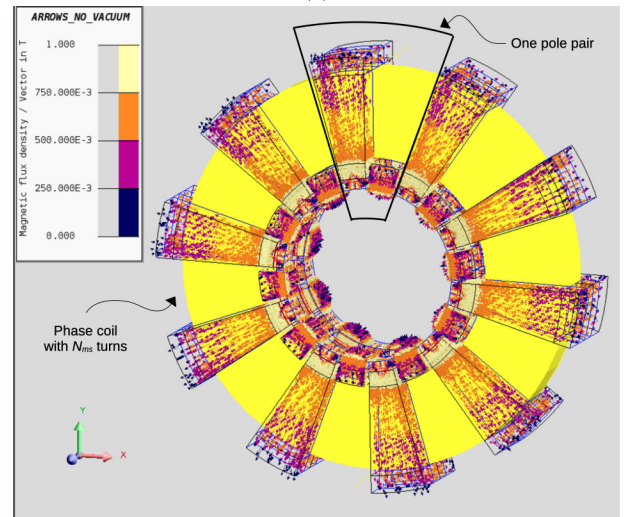 ARROWS_NO_VACUUM
Magnetic flux density / Vector in T
1.000
750.000E-3
500.000E-3
250.000E-3
0.000
One pole pair
Phase coil
with Nms turns
Y
X